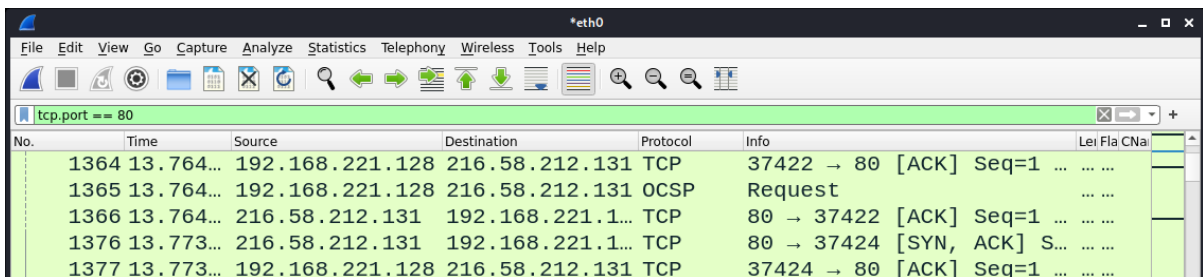 *eth0
File Edit View Go Capture Analyze Statistics Telephony Wireless Tools Help
tcp.port == 80
No. Time Source Destination Protocol Info Fla CNa
1364 13.764… 192.168.221.128 216.58.212.131 TCP 37422 → 80 [ACK] Seq=1 … … …
1365 13.764… 192.168.221.128 216.58.212.131 OCSP Request … …
1366 13.764… 216.58.212.131 192.168.221.1… TCP 80 → 37422 [ACK] Seq=1 … … …
1376 13.773… 216.58.212.131 192.168.221.1… TCP 80 → 37424 [SYN, ACK] S… … …
1377 13.773… 192.168.221.128 216.58.212.131 TCP 37424 → 80 [ACK] Seq=1 … … …